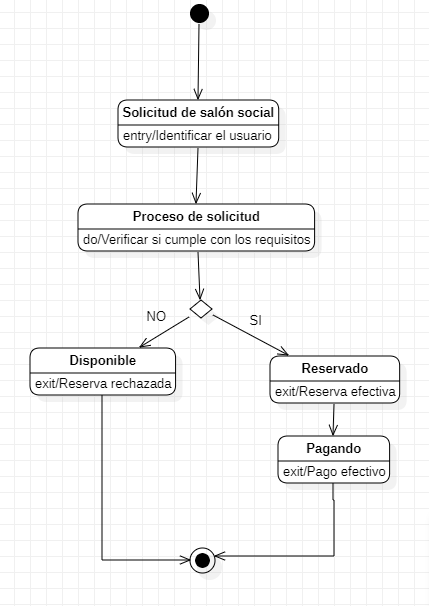 Solicitud de salón social
entry/Identificar el usuario
Proceso de solicitud
do/Verificar si cumple con los requisitos
NO
SI
Disponible
exit/Reserva rechazada
Reservado
exit/Reserva efectiva
Pagando
exit/Pago efectivo